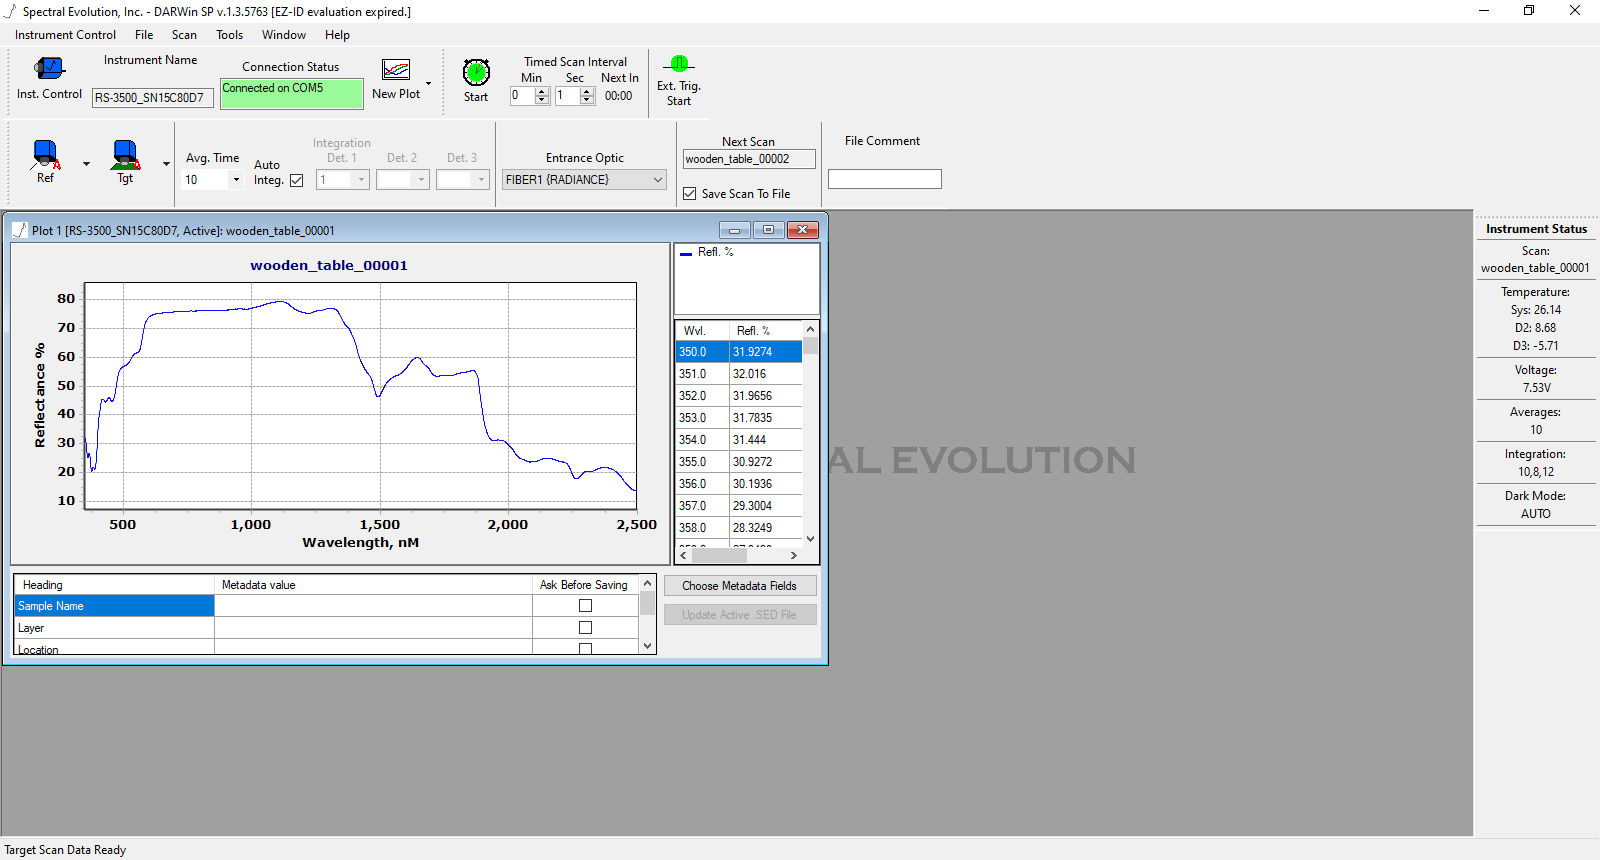 Spectral Evolution, Inc. - DARWin SP v.1.3.5763 [EZ-ID evaluation expired.]
Instrument Control File Scan Tools Window Help
Inst. Control
Instrument Name
RS-3500_SN15C80D7
Connection Status
Connected on COM5
New Plot
Start
Timed Scan Interval
Min Sec Next In
0 1 00:00
Ext. Trig.
Start
Ref
Tgt
Avg. Time
10
Auto
Integ.
Integration
Det. 1 Det. 2 Det. 3
1
Entrance Optic
FIBER1 {RADIANCE}
Next Scan
wooden_table_00002
Save Scan To File
File Comment
Plot 1 [RS-3500_SN15C80D7, Active]: wooden_table_00001
wooden_table_00001
Reflectance %
80
70
60
50
40
30
20
10
500 1,000 1,500 2,000 2,500
Wavelength, nM
Refl. %
Wvl. Refl. %
350.0 31.9274
351.0 32.016
352.0 31.9656
353.0 31.7835
354.0 31.444
355.0 30.9272
356.0 30.1936
357.0 29.3004
358.0 28.3249
Heading Metadata value Ask Before Saving
Sample Name
Layer
Location
Choose Metadata Fields
Update Active .SED File
AL EVOLUTION
Instrument Status
Scan:
wooden_table_00001
Temperature:
Sys: 26.14
D2: 8.68
D3: -5.71
Voltage:
7.53V
Averages:
10
Integration:
10,8,12
Dark Mode:
AUTO
Target Scan Data Ready